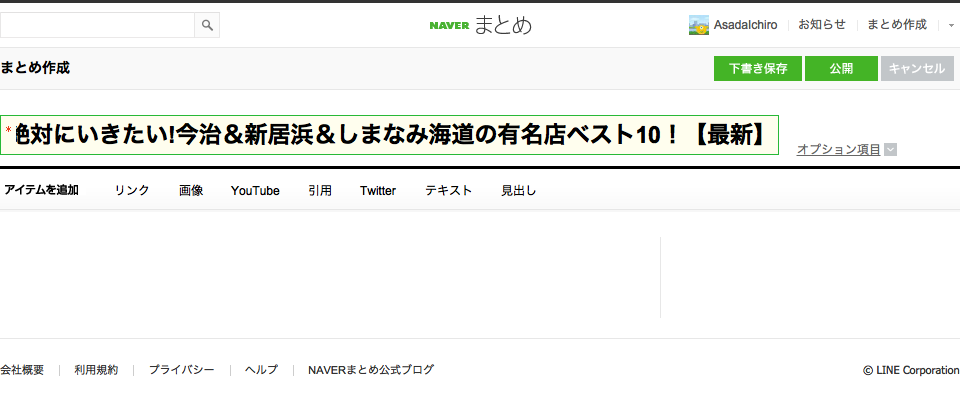 NAVER まとめ
AsadaIchiro お知らせ まとめ作成
まとめ作成
下書き保存 公開 キャンセル
*絶対にいきたい!今治＆新居浜＆しまなみ海道の有名店ベスト10！【最新】
オプション項目
アイテムを追加 リンク 画像 YouTube 引用 Twitter テキスト 見出し
会社概要 利用規約 プライバシー ヘルプ NAVERまとめ公式ブログ © LINE Corporation